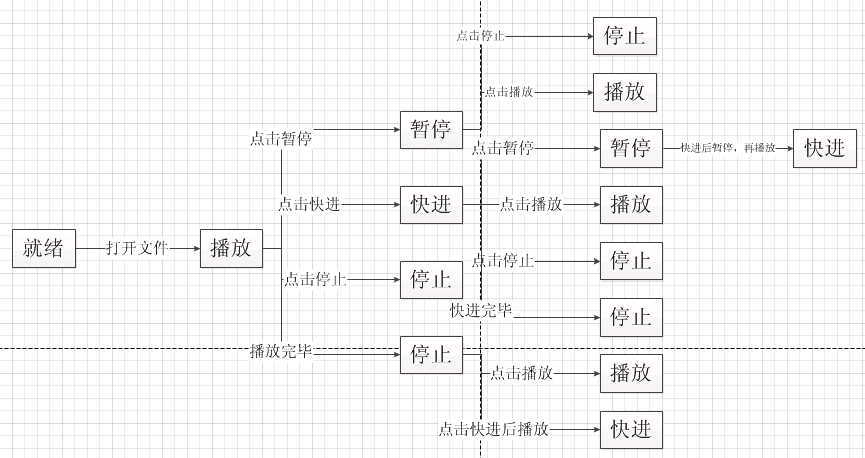 点击停止
停止
点击播放
播放
点击暂停
暂停
点击暂停
暂停
快进后暂停，再播放
快进
点击快进
快进
点击播放
播放
就绪
打开文件
播放
点击停止
停止
点击停止
停止
快进完毕
停止
播放完毕
停止
点击播放
播放
点击快进后播放
快进